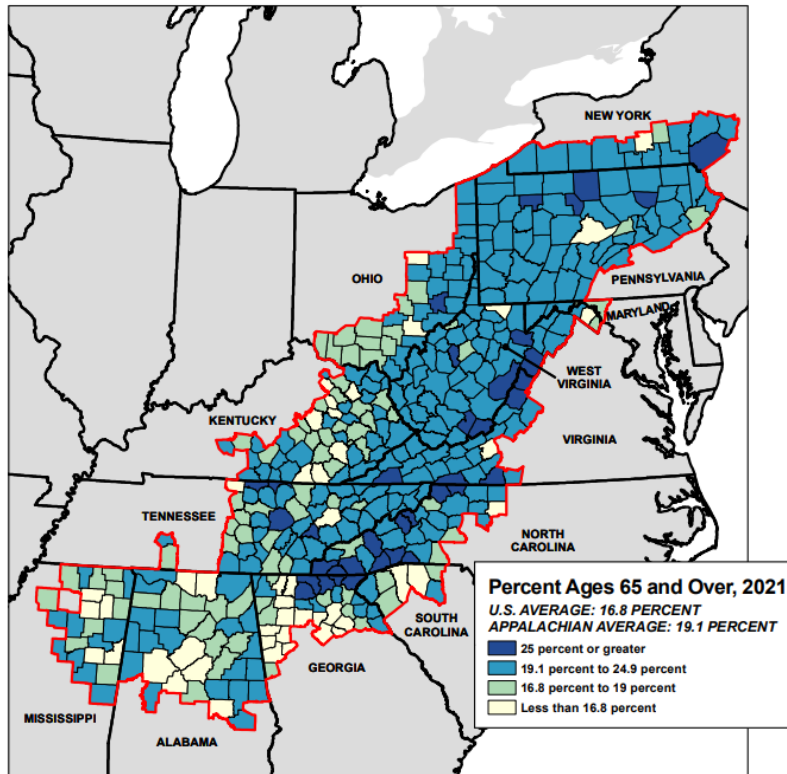 NEW YORK
OHIO
PENNSYLVANIA
MARYLAND
WEST
VIRGINIA
KENTUCKY
VIRGINIA
TENNESSEE
NORTH
CAROLINA
SOUTH
CAROLINA
GEORGIA
MISSISSIPPI
ALABAMA
Percent Ages 65 and Over, 2021
U.S. AVERAGE: 16.8 PERCENT
APPALACHIAN AVERAGE: 19.1 PERCENT
25 percent or greater
19.1 percent to 24.9 percent
16.8 percent to 19 percent
Less than 16.8 percent